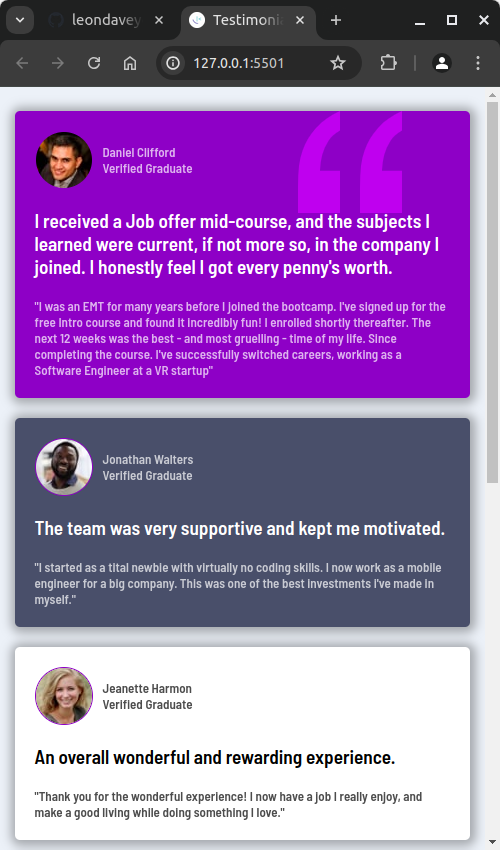 leondavey
Testimonia
127.0.0.1:5501
Daniel Clifford
Verified Graduate
I received a Job offer mid-course, and the subjects I
learned were current, if not more so, in the company I
joined. I honestly feel I got every penny's worth.
"I was an EMT for many years before I joined the bootcamp. I've signed up for the
free intro course and found it incredibly fun! I enrolled shortly thereafter. The
next 12 weeks was the best - and most gruelling - time of my life. Since
completing the course. I've successfully switched careers, working as a
Software Engineer at a VR startup"
Jonathan Walters
Verified Graduate
The team was very supportive and kept me motivated.
"I started as a tital newbie with virtually no coding skills. I now work as a mobile
engineer for a big company. This was one of the best investments I've made in
myself."
Jeanette Harmon
Verified Graduate
An overall wonderful and rewarding experience.
"Thank you for the wonderful experience! I now have a job I really enjoy, and
make a good living while doing something I love."